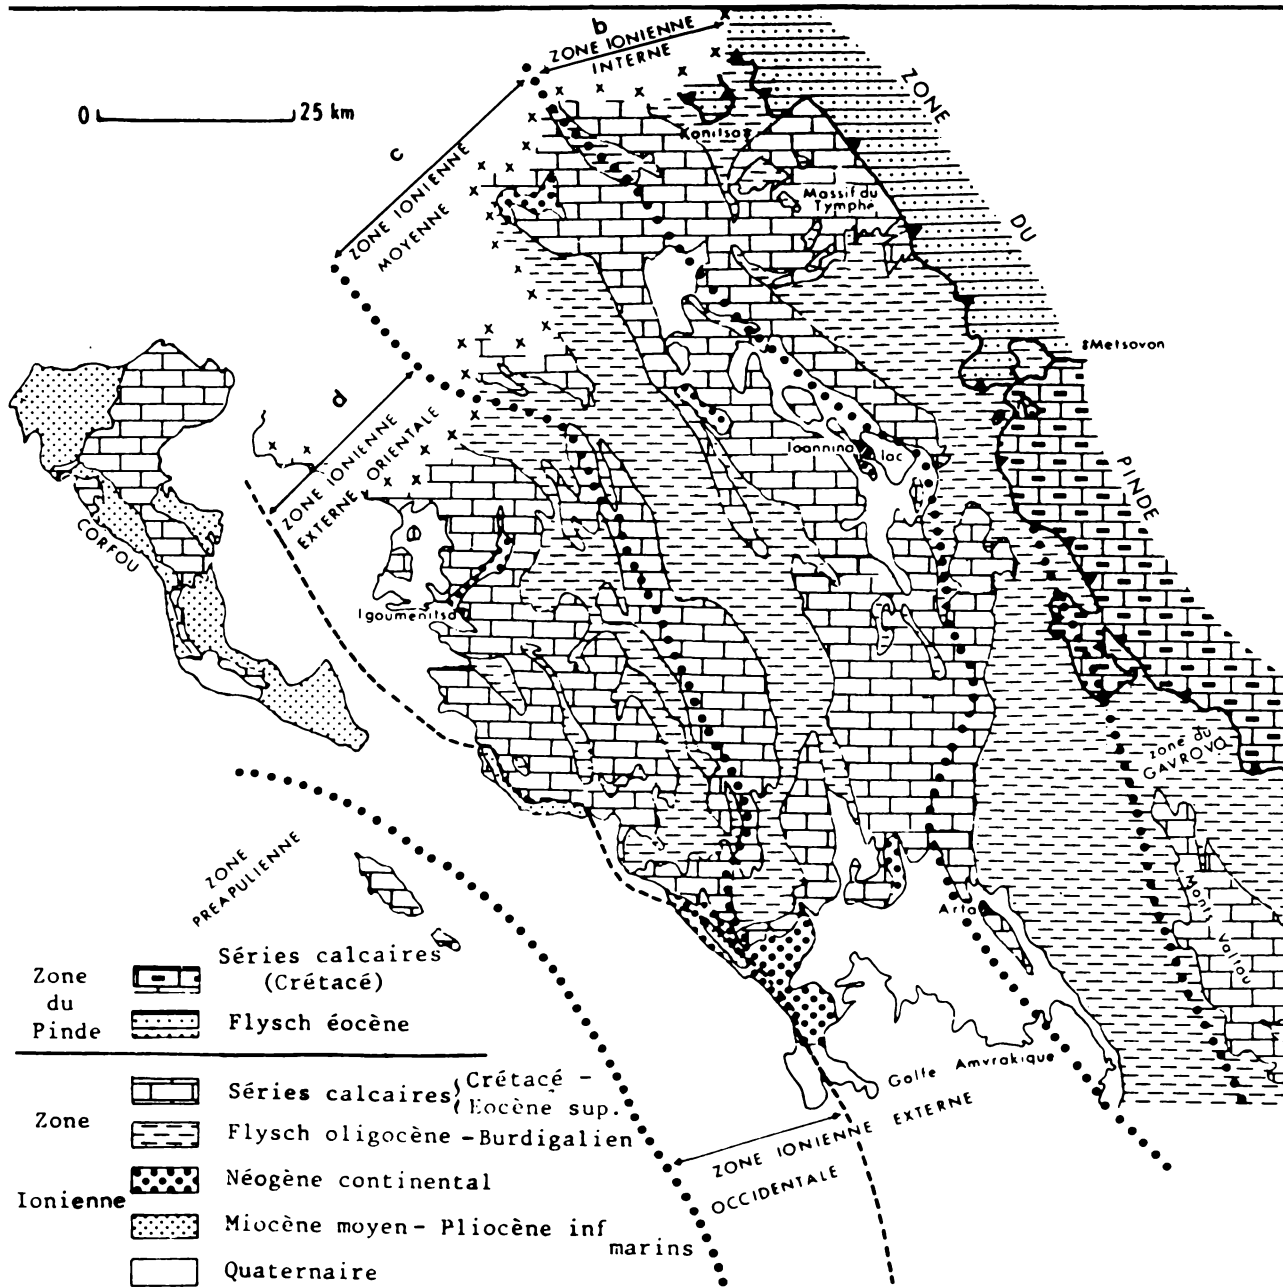 b
ZONE IONIENNE
INTERNE
ZONE
DU
PINDE
0 25 km
c
ZONE IONIENNE
MOYENNE
Konitsa
Massif du
Tymphé
Metsovon
d
ZONE IONIENNE
EXTERNE ORIENTALE
Ioannina
lac
CORFOU
Igoumenitsa
zone du
GAVROVO
ZONE
PRÉAPULIENNE
Arta
Monts Valtou
Golfe Amvrakique
ZONE IONIENNE EXTERNE
OCCIDENTALE
Zone
du
Pinde
Séries calcaires
(Crétacé)
Flysch éocène
Zone
Ionienne
Séries calcaires { Crétacé -
Eocène sup.
Flysch oligocène - Burdigalien
Néogène continental
Miocène moyen - Pliocène inf
marins
Quaternaire